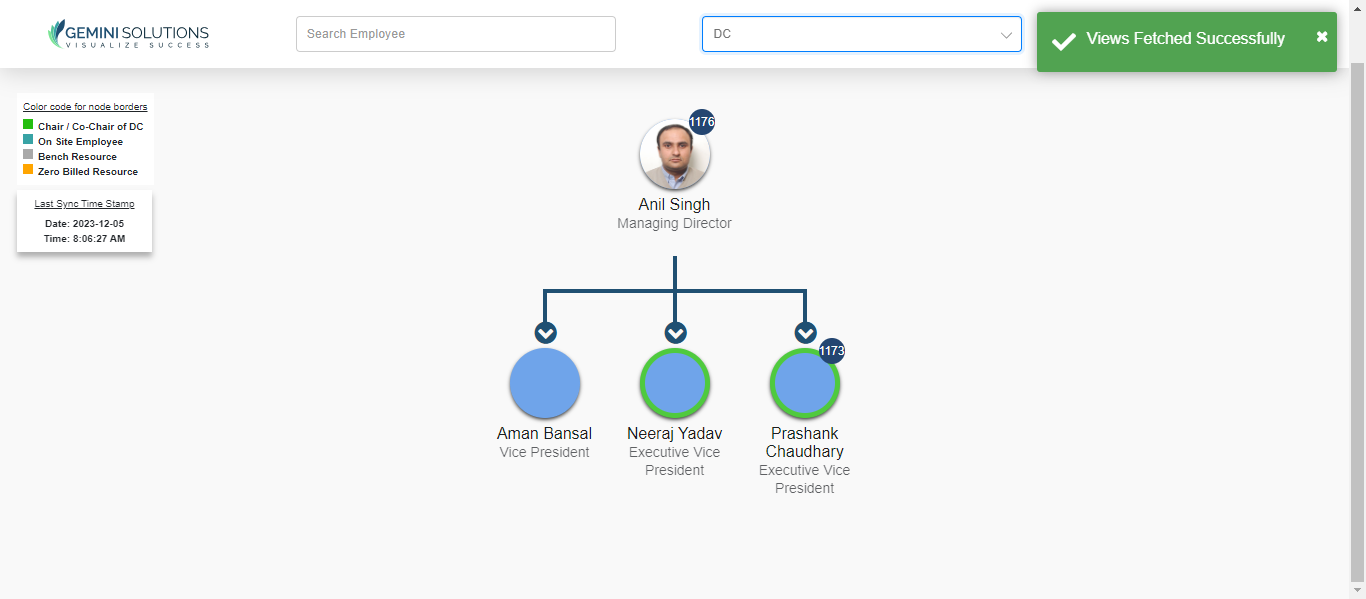 GEMINI SOLUTIONS
VISUALIZE SUCCESS
Search Employee
DC
Views Fetched Successfully
Color code for node borders
Chair / Co-Chair of DC
On Site Employee
Bench Resource
Zero Billed Resource
Last Sync Time Stamp
Date: 2023-12-05
Time: 8:06:27 AM
1176
Anil Singh
Managing Director
Aman Bansal
Vice President
Neeraj Yadav
Executive Vice
President
1173
Prashank
Chaudhary
Executive Vice
President